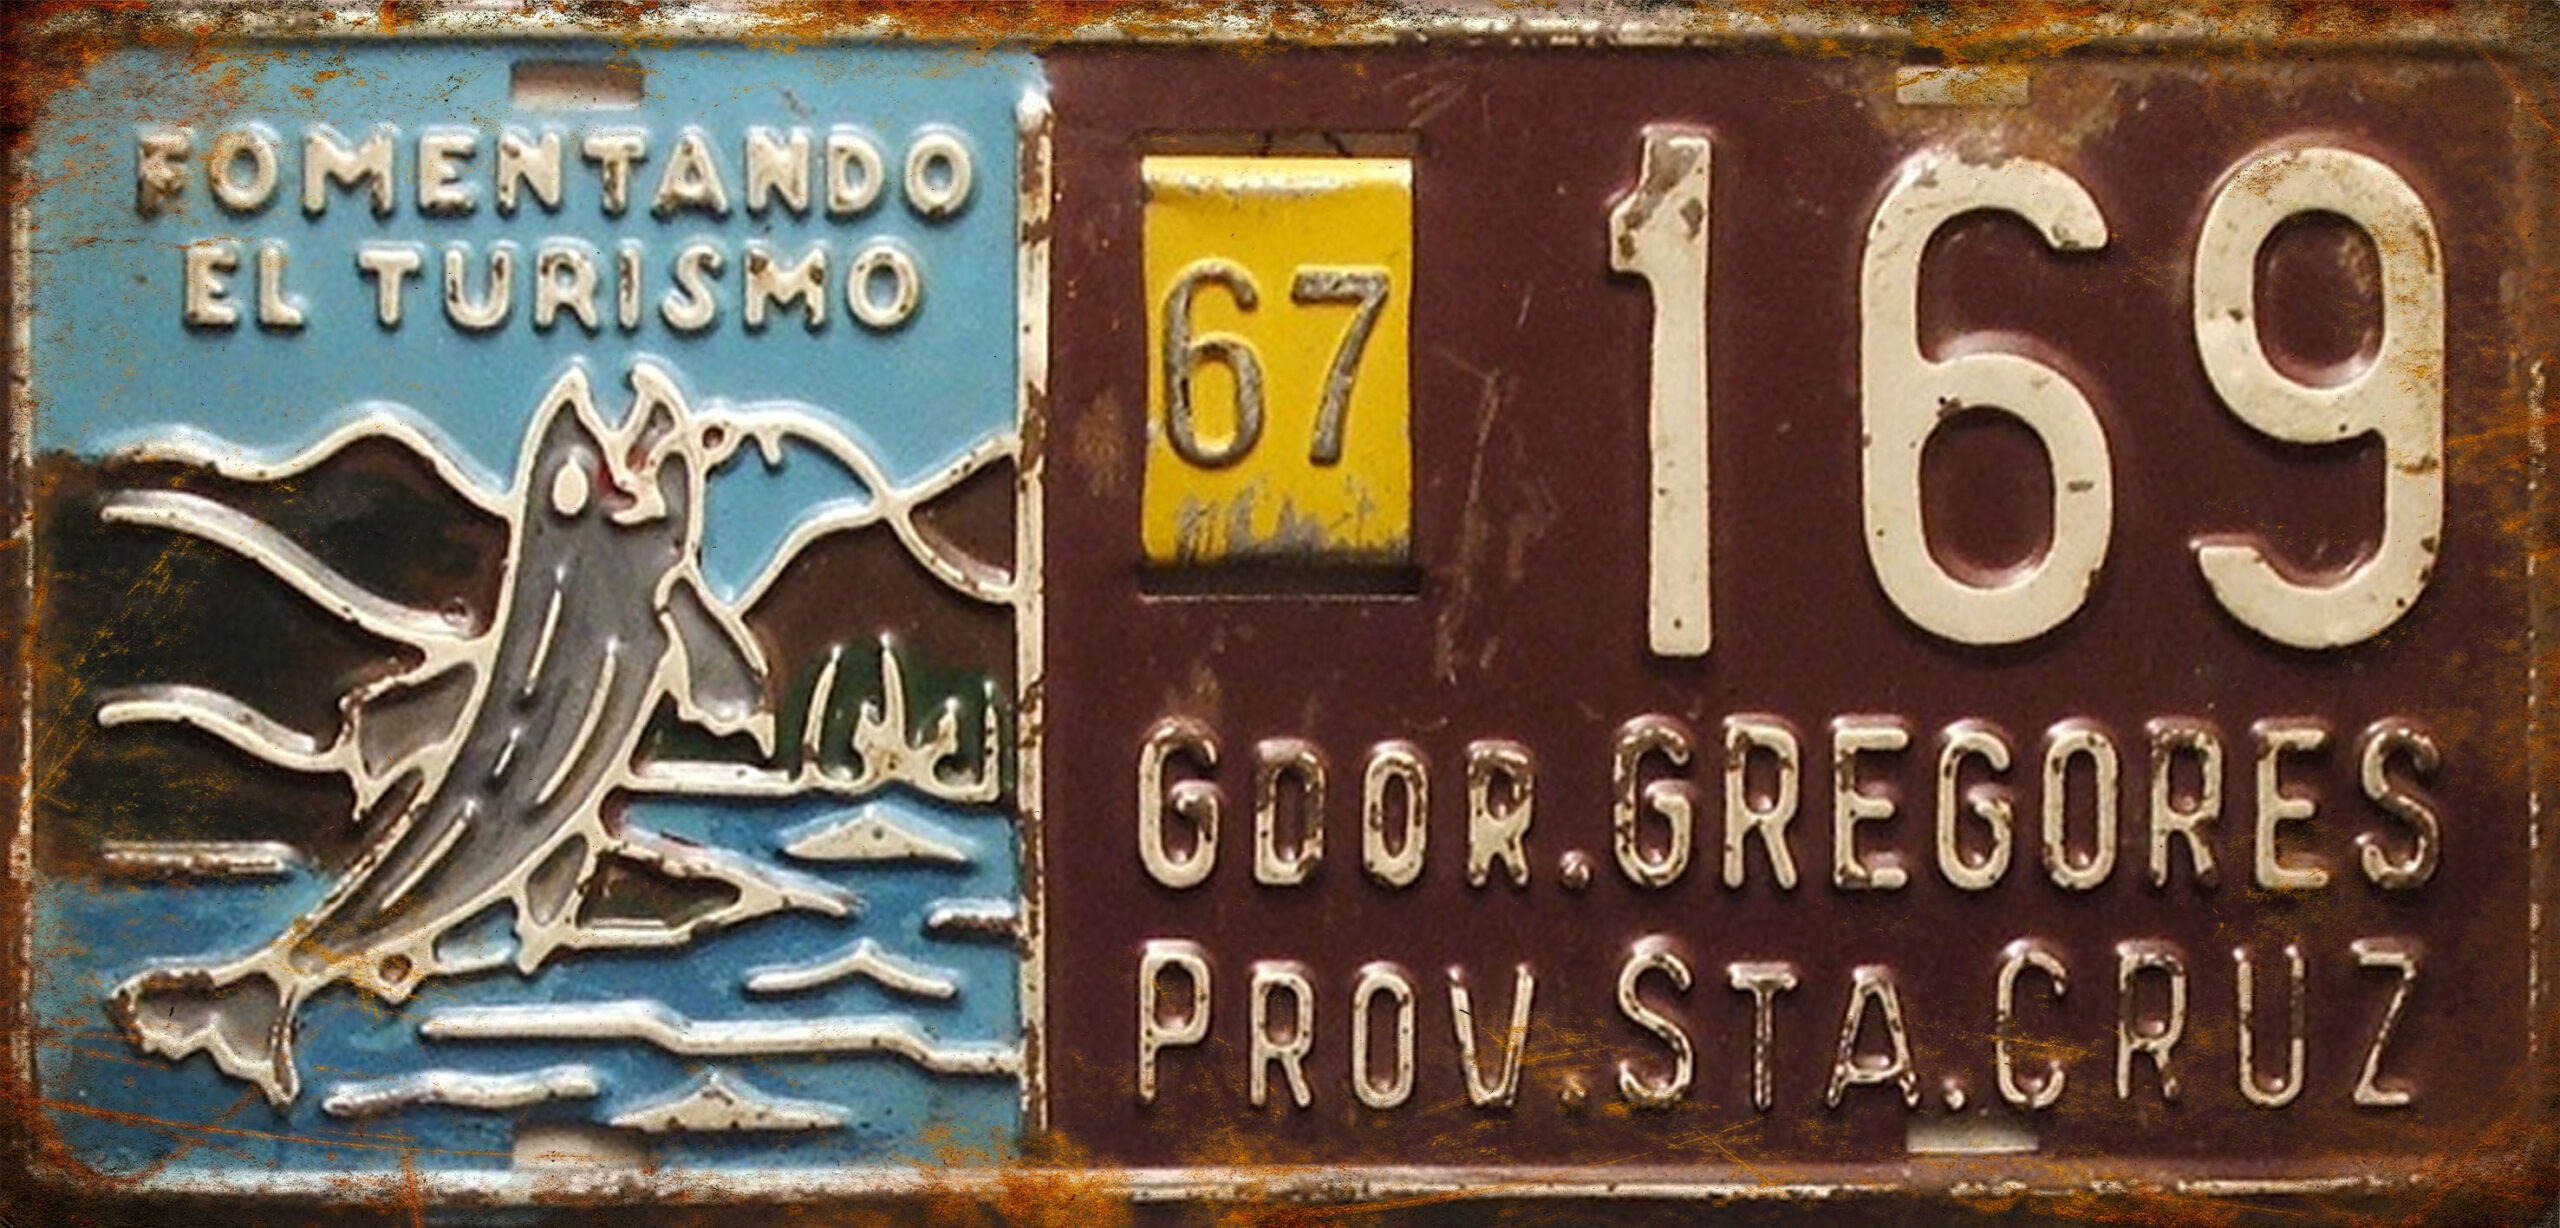 FOMENTANDO
EL TURISMO
67
169
GDOR. GREGORES
PROV. STA. CRUZ